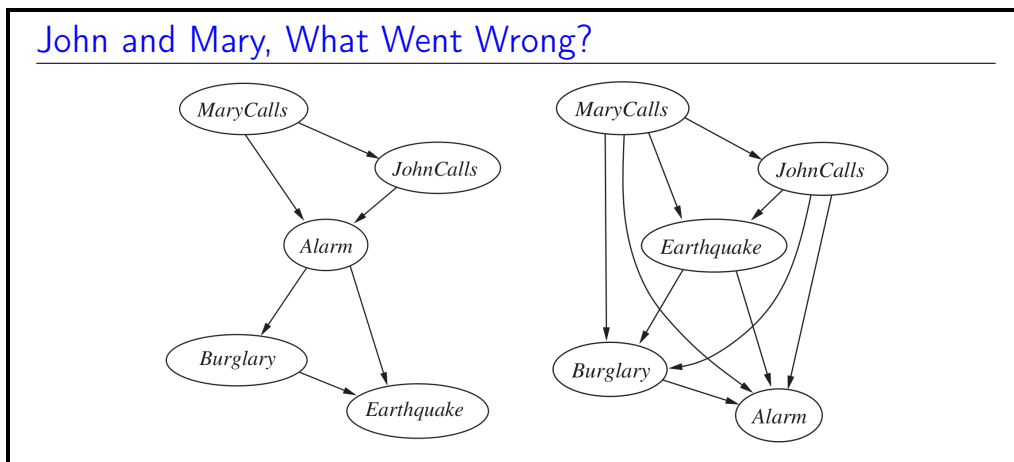 John and Mary, What Went Wrong?
MaryCalls
JohnCalls
Alarm
Burglary
Earthquake
MaryCalls
JohnCalls
Earthquake
Burglary
Alarm